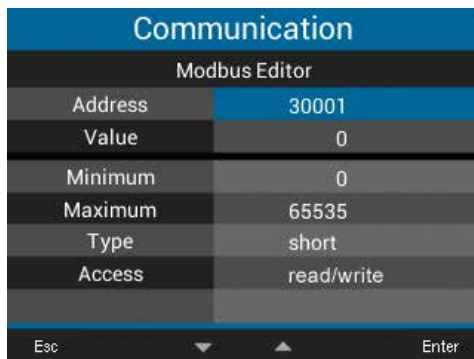 Communication
Modbus Editor
Address 30001
Value 0
Minimum 0
Maximum 65535
Type short
Access read/write
Esc Enter